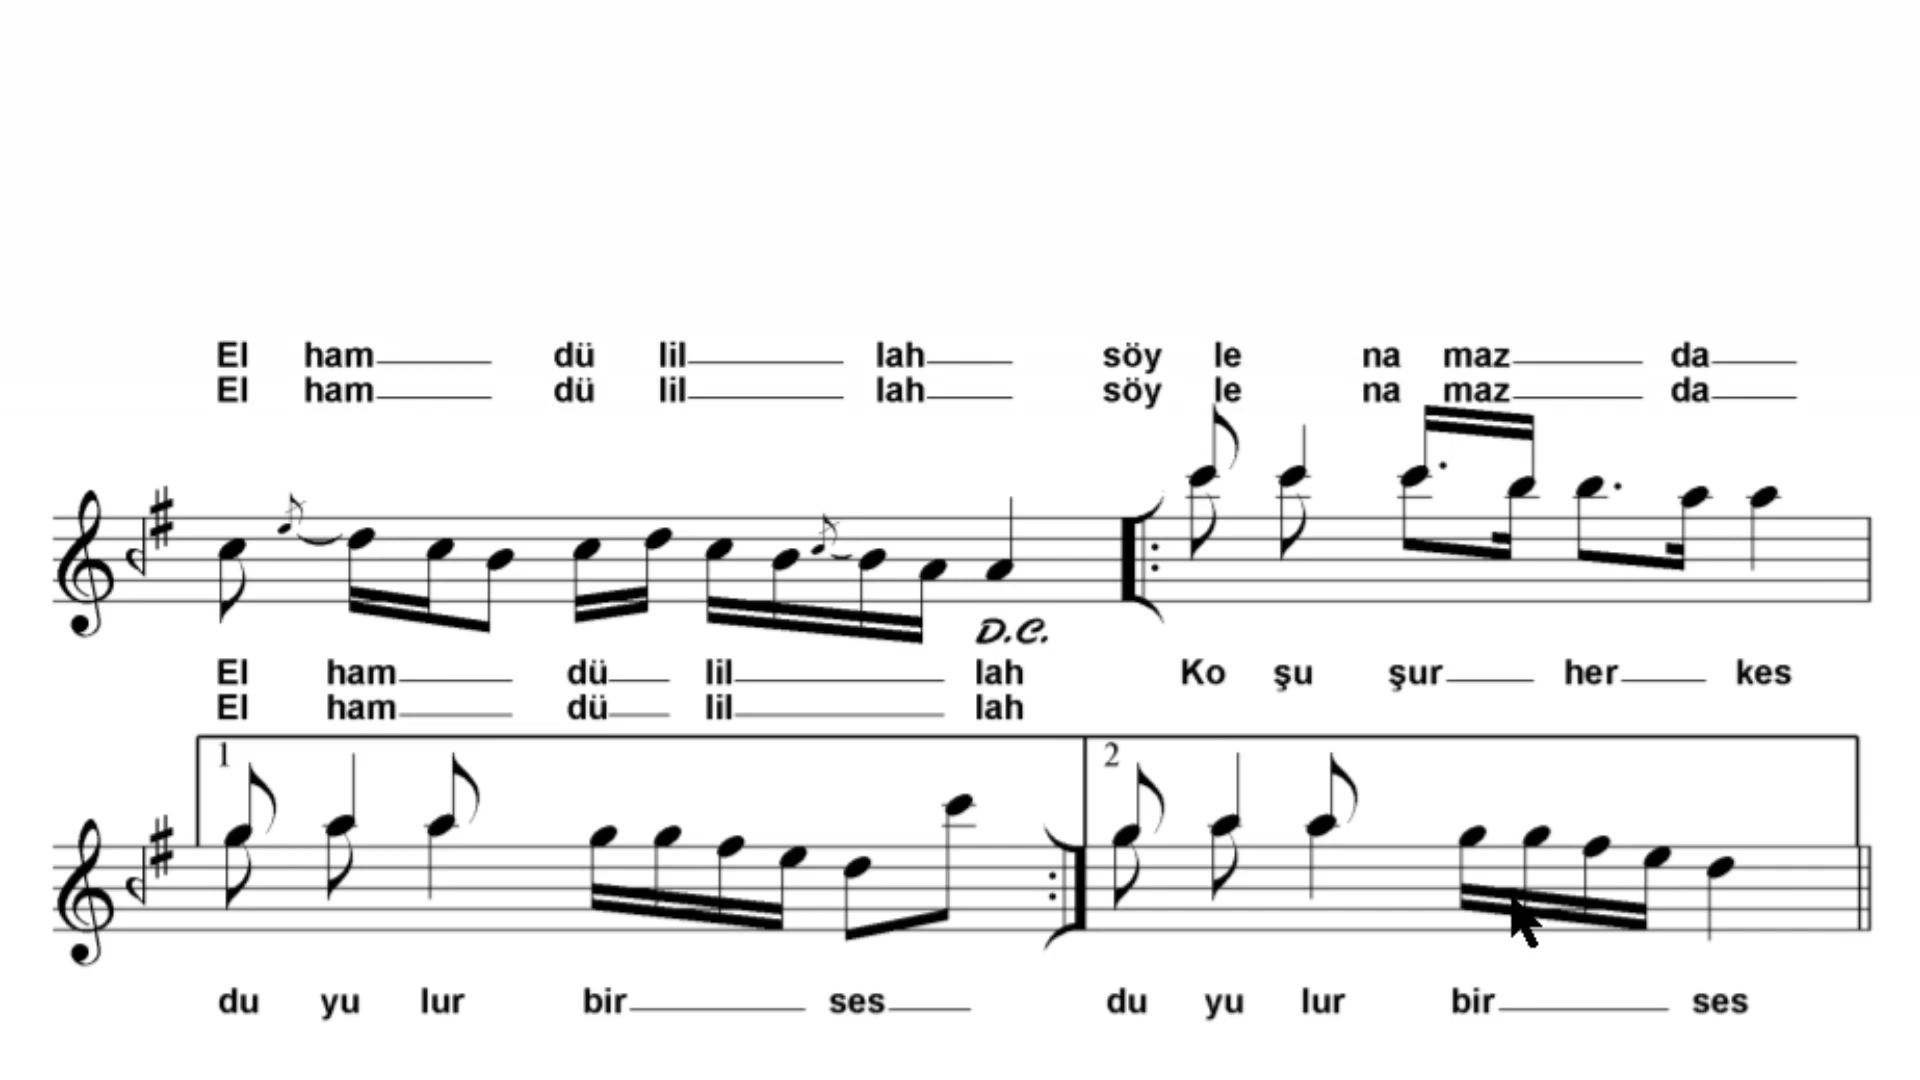 El ham dü lil lah söy le na maz da
El ham dü lil lah söy le na maz da
D.C.
El ham dü lil lah Ko şu şur her kes
El ham dü lil lah
1 2
du yu lur bir ses du yu lur bir ses